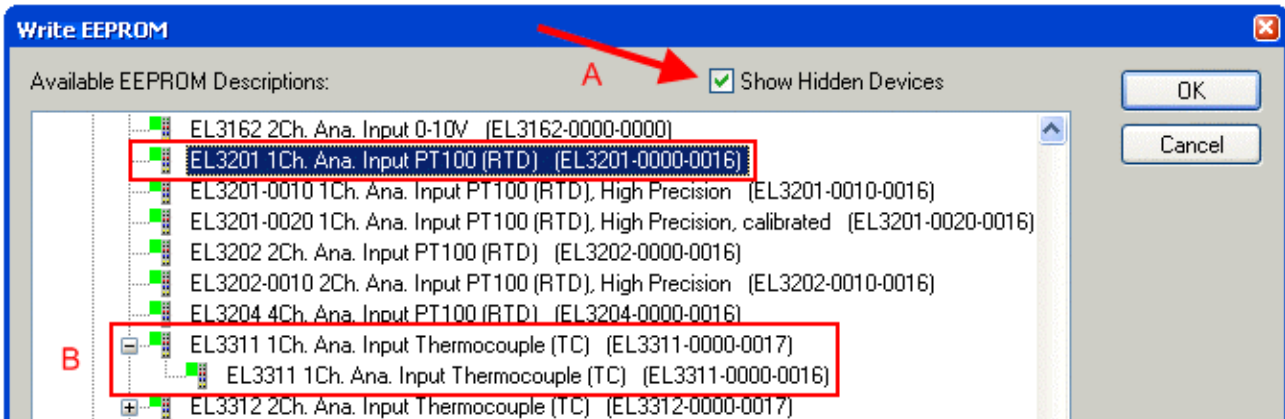 Write EEPROM
Available EEPROM Descriptions:
A
Show Hidden Devices
OK
Cancel
EL3162 2Ch. Ana. Input 0-10V (EL3162-0000-0000)
EL3201 1Ch. Ana. Input PT100 (RTD) (EL3201-0000-0016)
EL3201-0010 1Ch. Ana. Input PT100 (RTD), High Precision (EL3201-0010-0016)
EL3201-0020 1Ch. Ana. Input PT100 (RTD), High Precision, calibrated (EL3201-0020-0016)
EL3202 2Ch. Ana. Input PT100 (RTD) (EL3202-0000-0016)
EL3202-0010 2Ch. Ana. Input PT100 (RTD), High Precision (EL3202-0010-0016)
EL3204 4Ch. Ana. Input PT100 (RTD) (EL3204-0000-0016)
B
EL3311 1Ch. Ana. Input Thermocouple (TC) (EL3311-0000-0017)
EL3311 1Ch. Ana. Input Thermocouple (TC) (EL3311-0000-0016)
EL3312 2Ch. Ana. Input Thermocouple (TC) (EL3312-0000-0017)